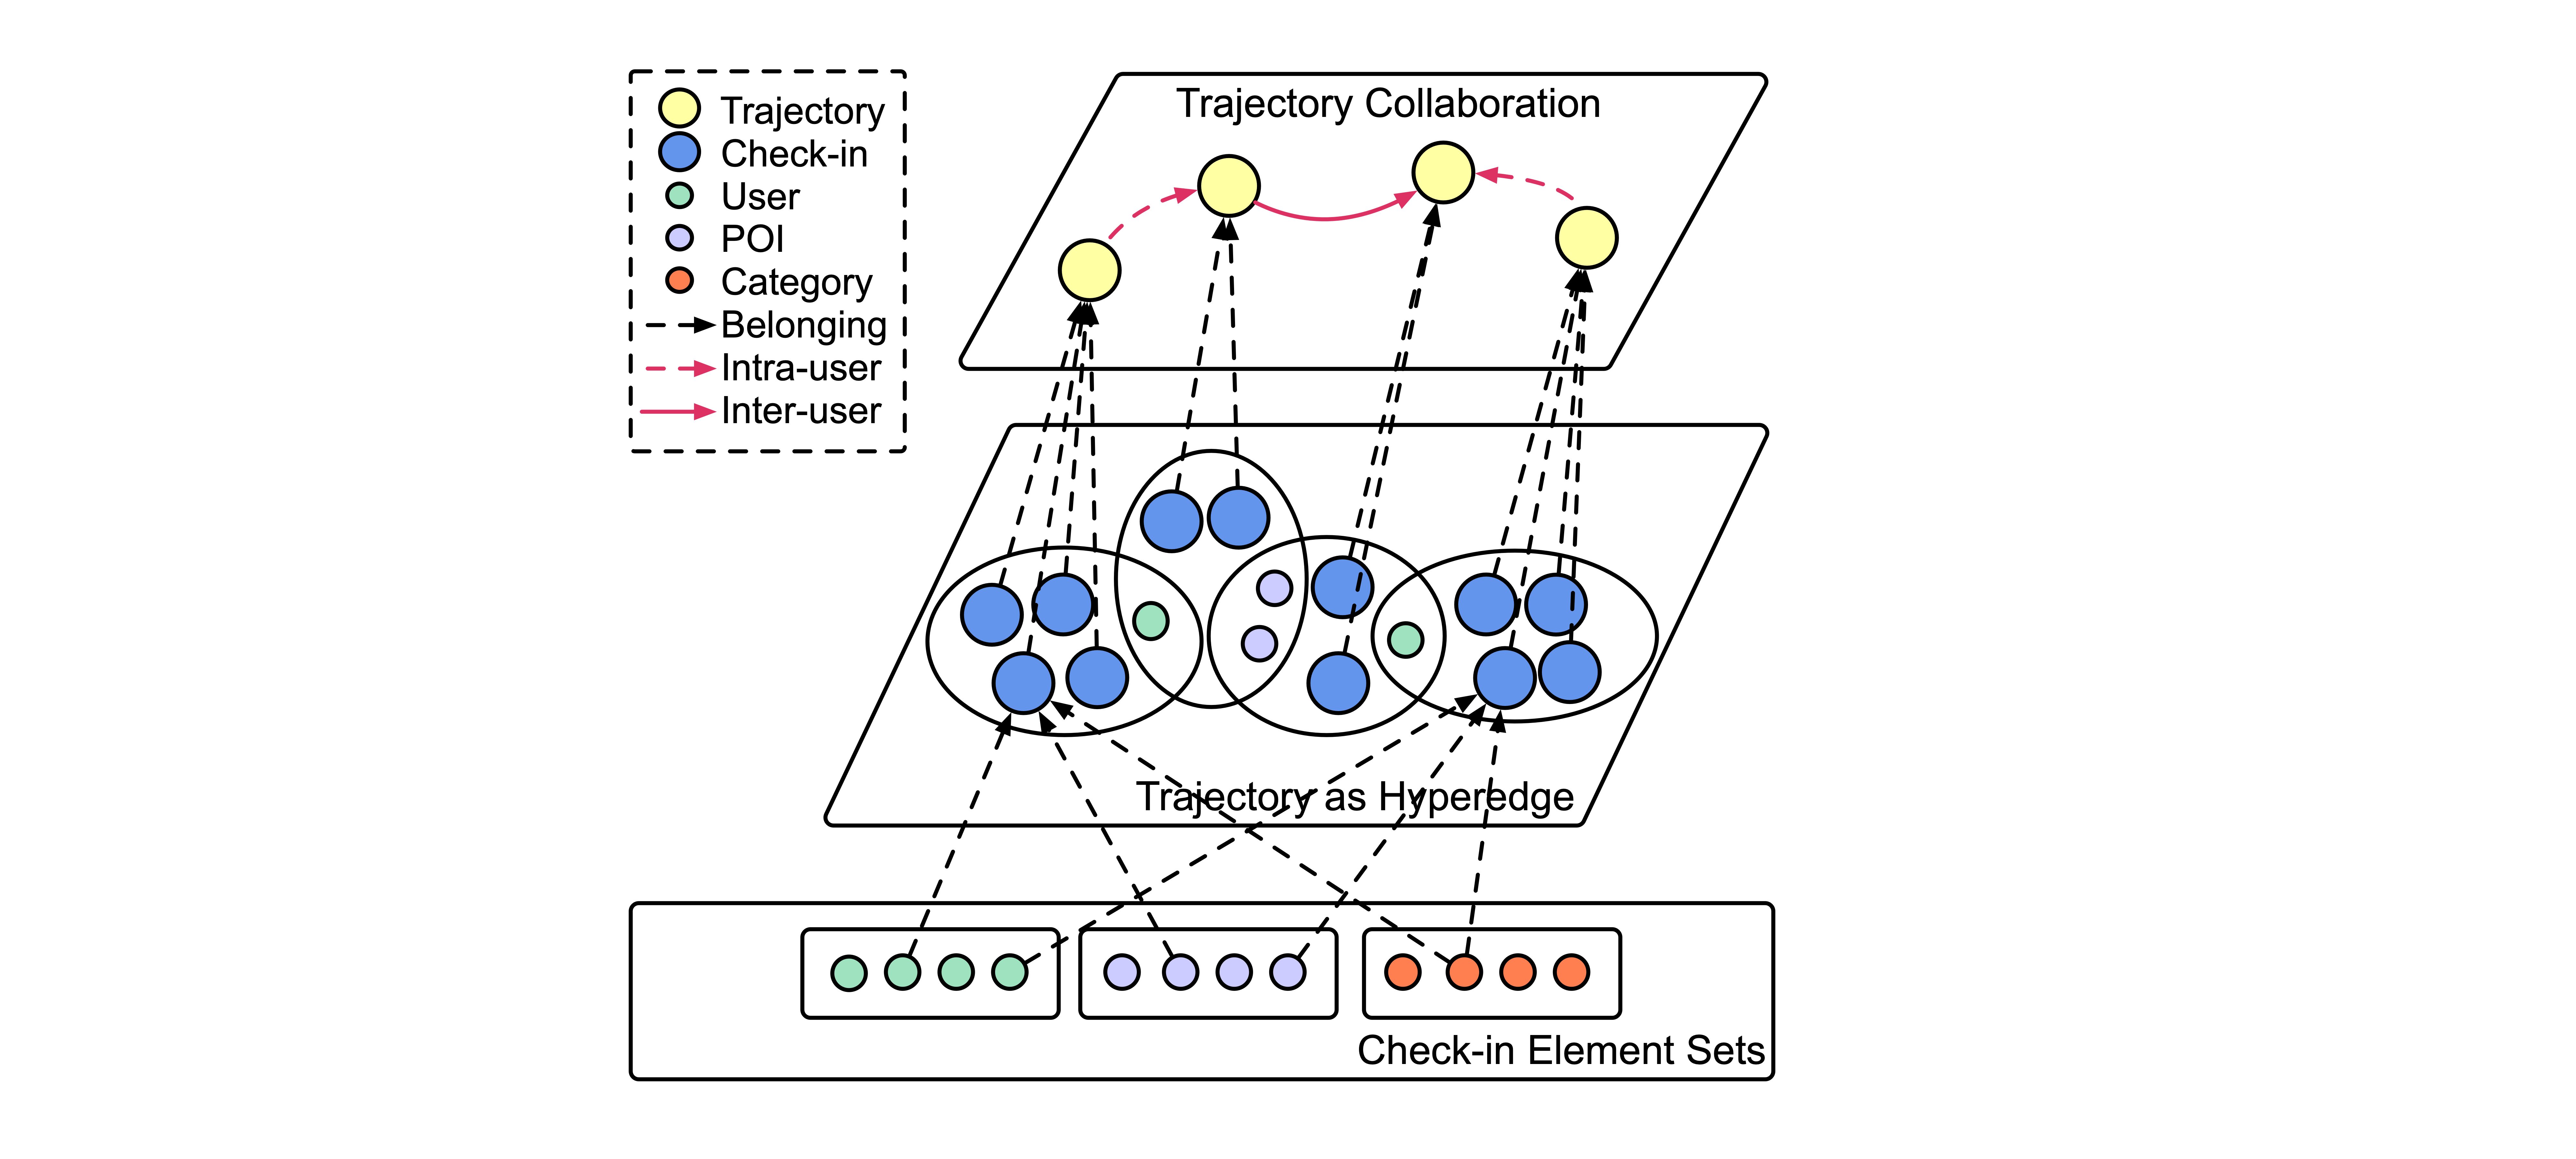 Trajectory
Check-in
User
POI
Category
Belonging
Intra-user
Inter-user
Trajectory Collaboration
Trajectory as Hyperedge
Check-in Element Sets